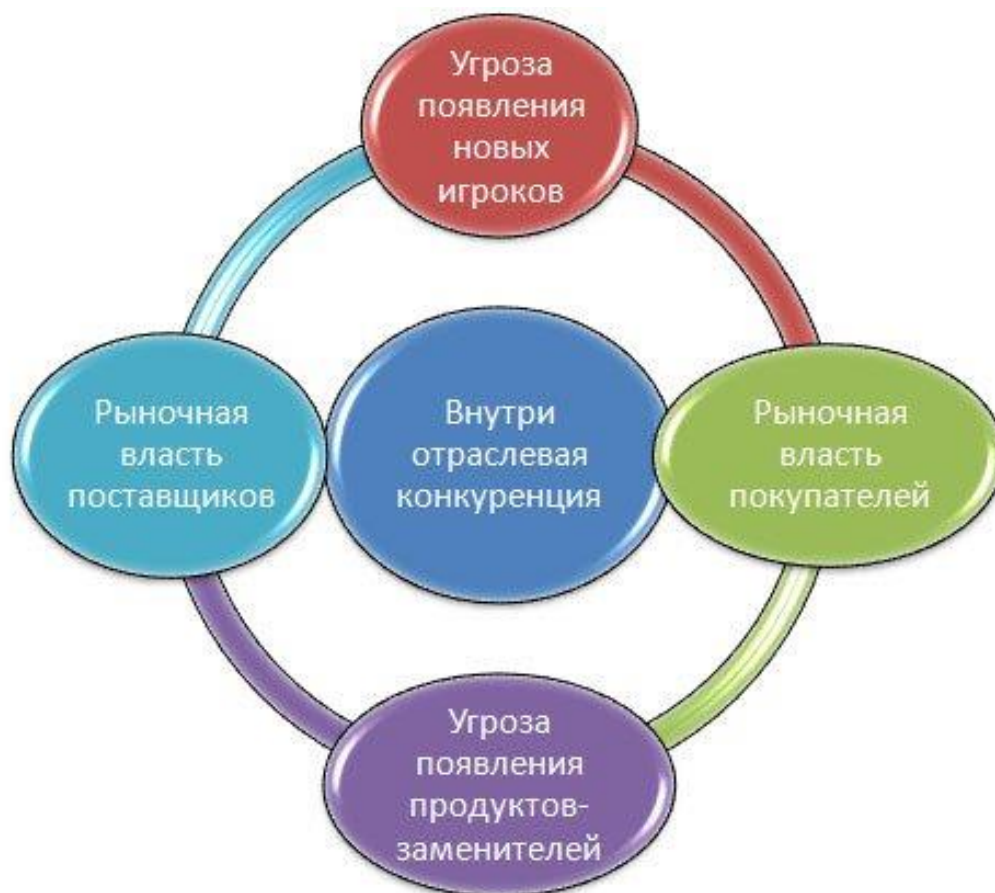 Угроза
появления
новых
игроков
Рыночная
власть
поставщиков
Внутри
отраслевая
конкуренция
Рыночная
власть
покупателей
Угроза
появления
продуктов-
заменителей